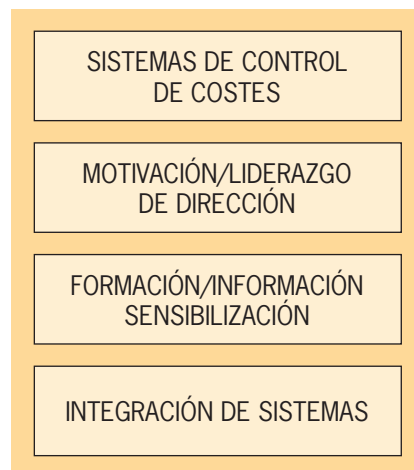 SISTEMAS DE CONTROL
DE COSTES
MOTIVACIÓN/LIDERAZGO
DE DIRECCIÓN
FORMACIÓN/INFORMACIÓN
SENSIBILIZACIÓN
INTEGRACIÓN DE SISTEMAS